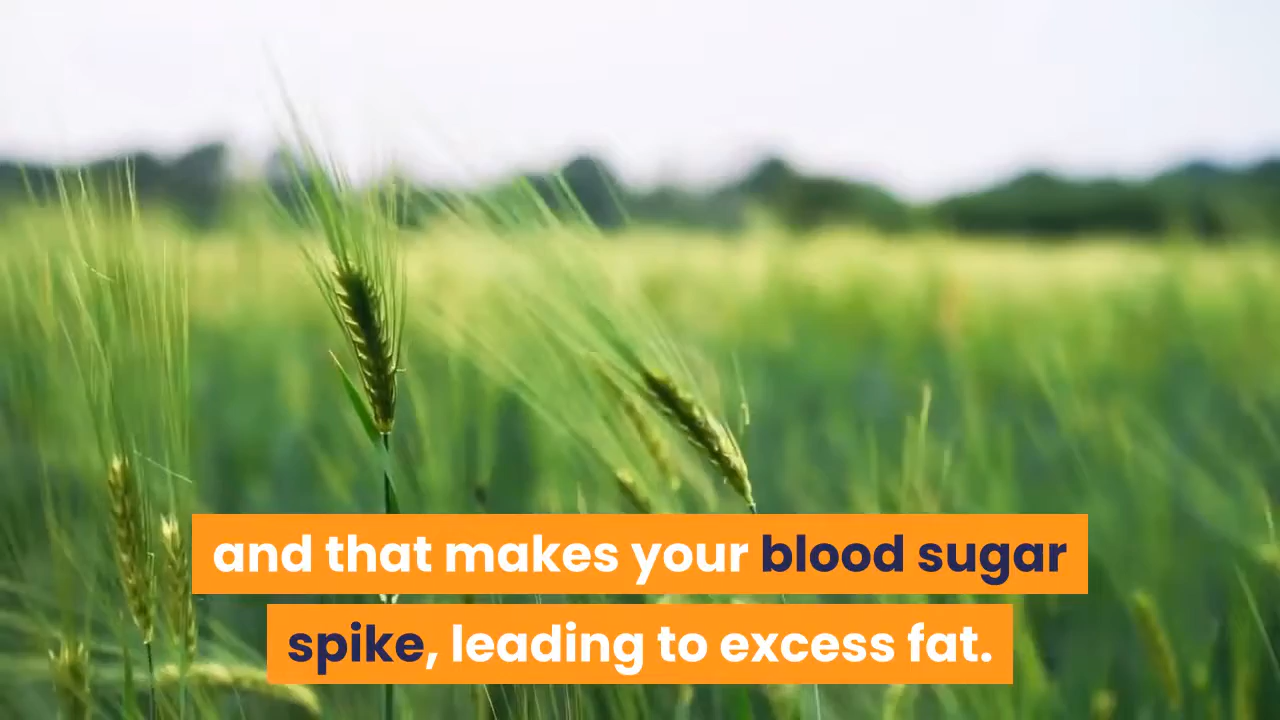 and that makes your blood sugar
spike, leading to excess fat.